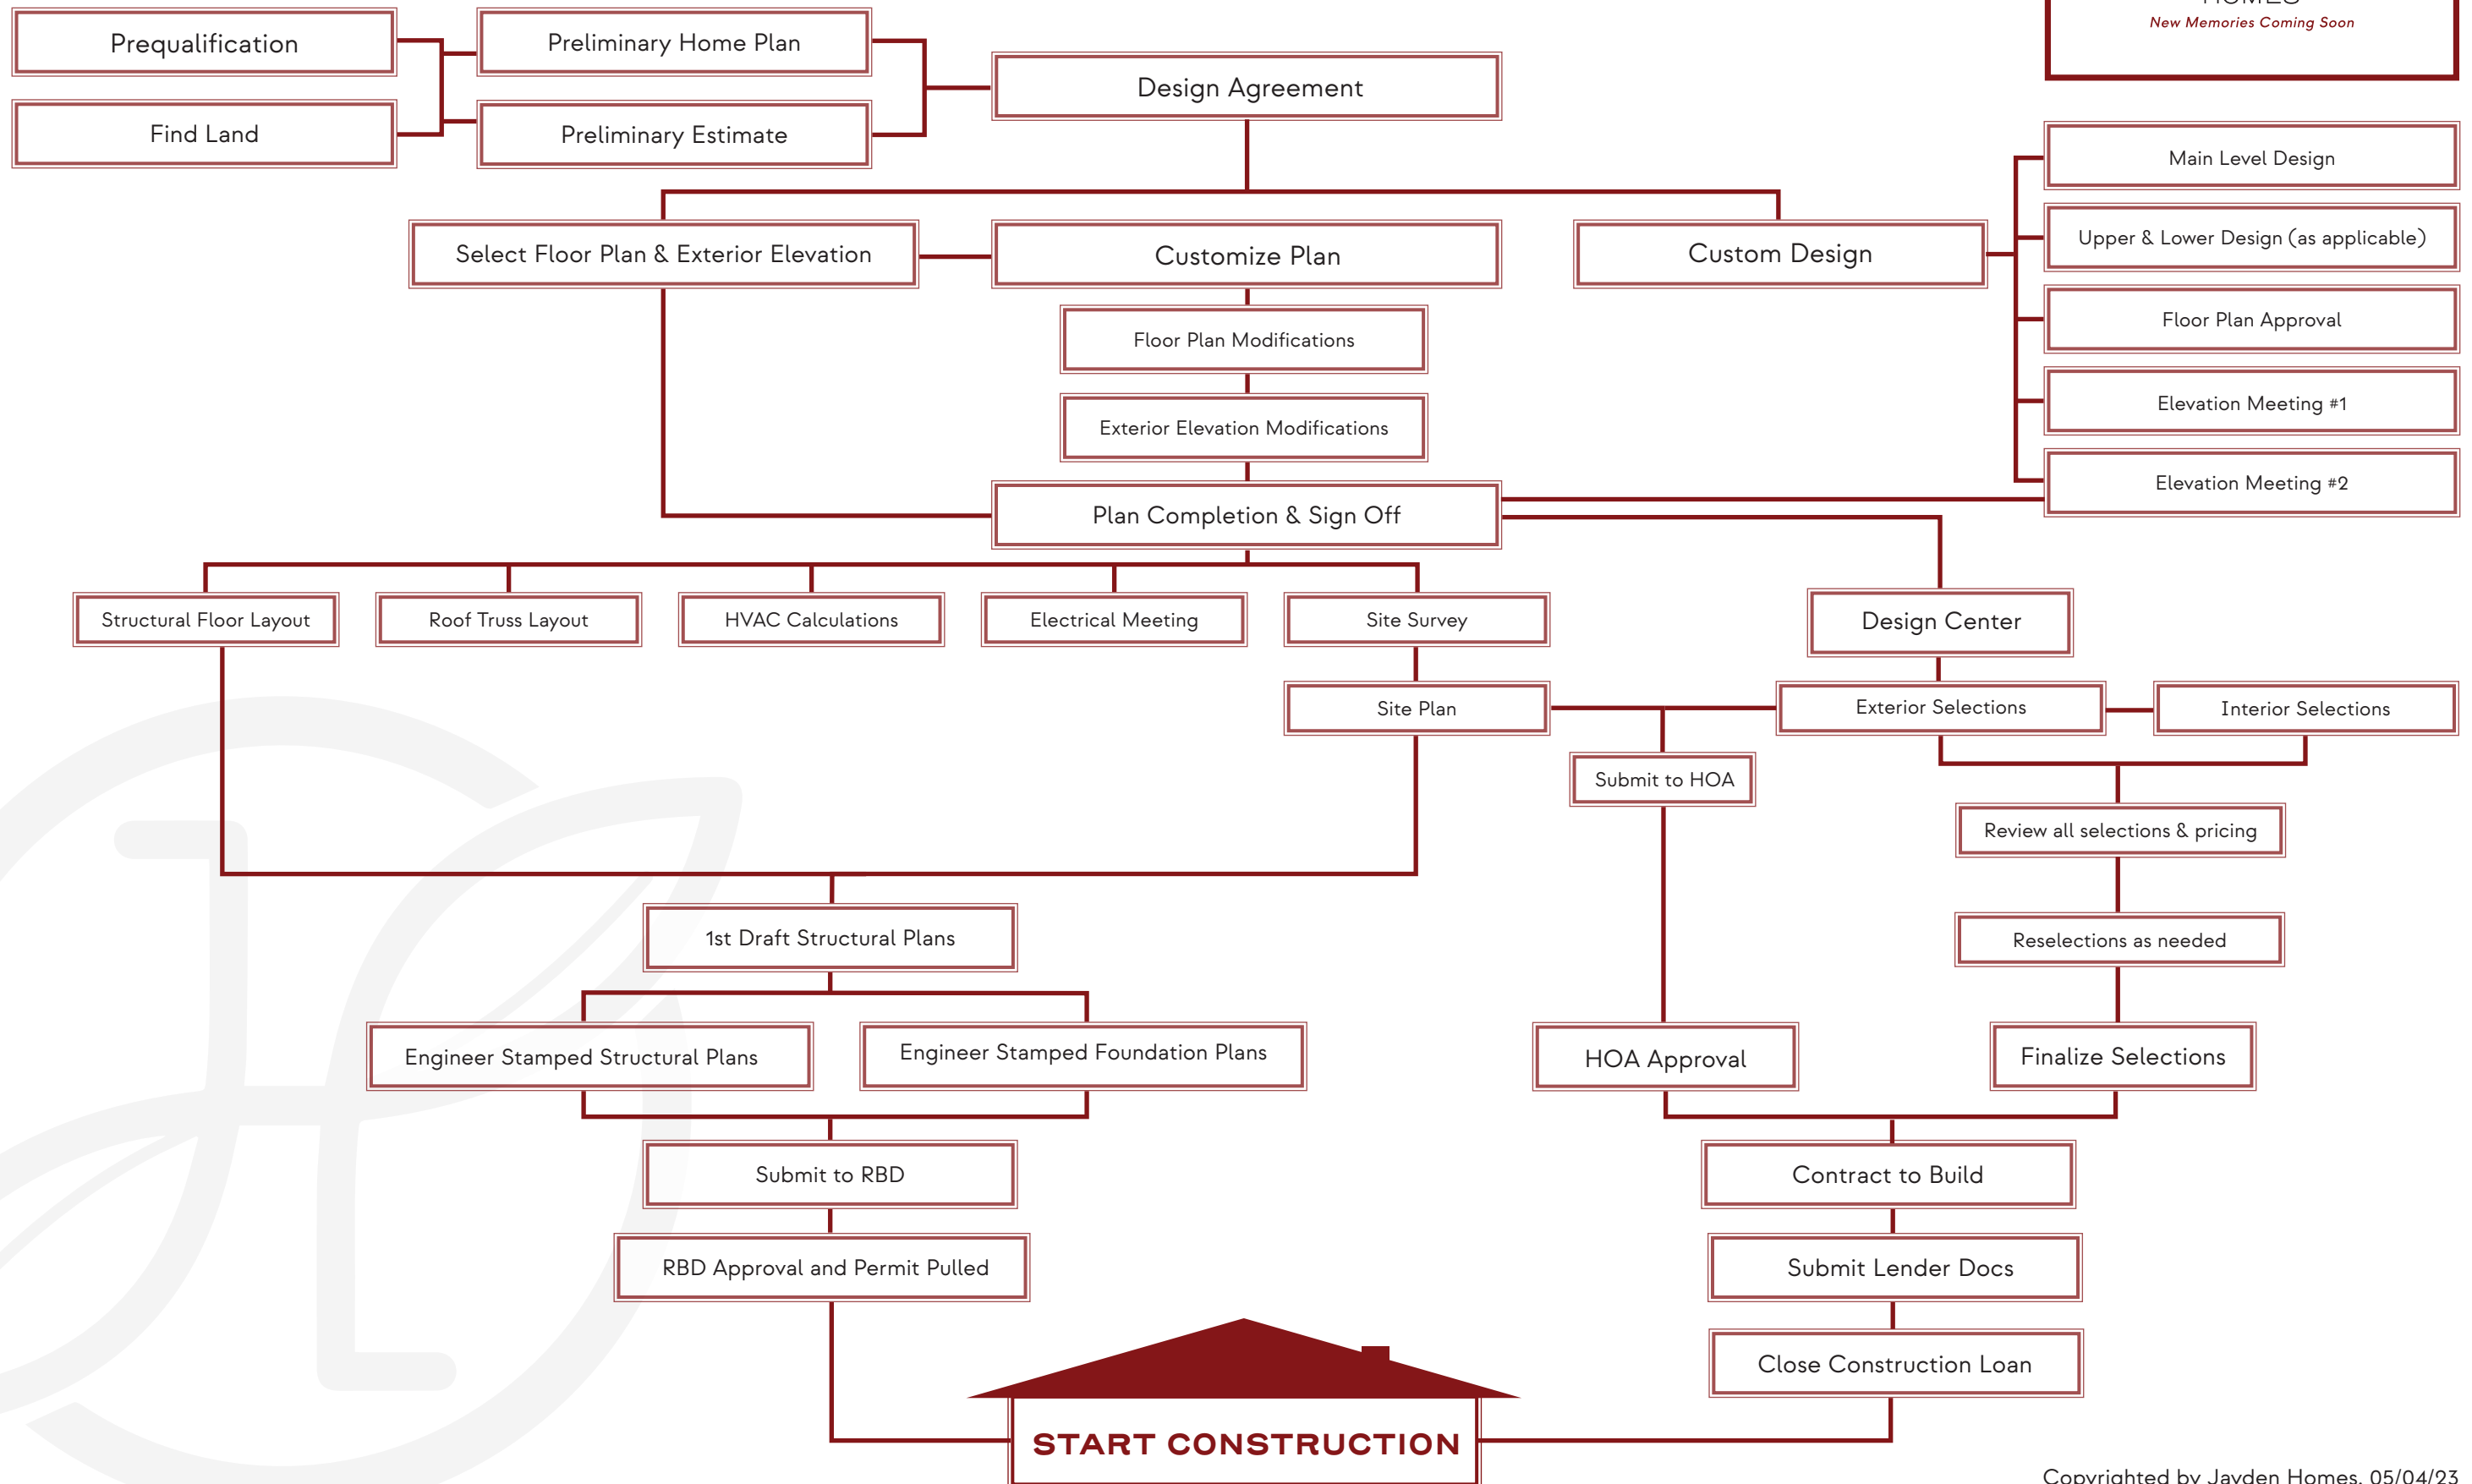 HOMES
New Memories Coming Soon
Prequalification
Preliminary Home Plan
Design Agreement
Find Land
Preliminary Estimate
Main Level Design
Upper & Lower Design (as applicable)
Floor Plan Approval
Elevation Meeting #1
Elevation Meeting #2
Select Floor Plan & Exterior Elevation
Customize Plan
Custom Design
Floor Plan Modifications
Exterior Elevation Modifications
Plan Completion & Sign Off
Structural Floor Layout
Roof Truss Layout
HVAC Calculations
Electrical Meeting
Site Survey
Design Center
Site Plan
Exterior Selections
Interior Selections
Submit to HOA
Review all selections & pricing
1st Draft Structural Plans
Reselections as needed
Engineer Stamped Structural Plans
Engineer Stamped Foundation Plans
HOA Approval
Finalize Selections
Submit to RBD
Contract to Build
RBD Approval and Permit Pulled
Submit Lender Docs
Close Construction Loan
START CONSTRUCTION
Copyrighted by Jayden Homes, 05/04/23